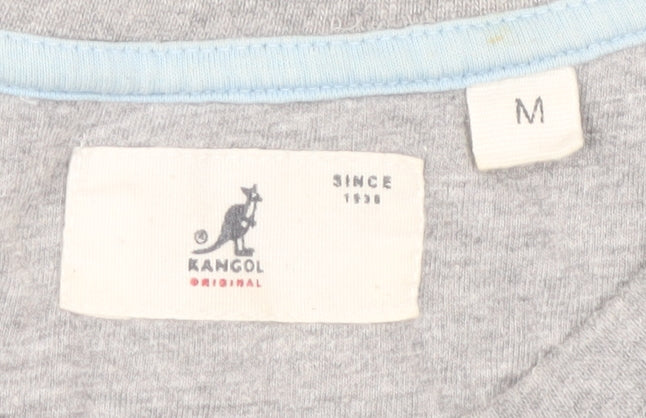 M
SINCE
1938
KANGOL
ORIGINAL